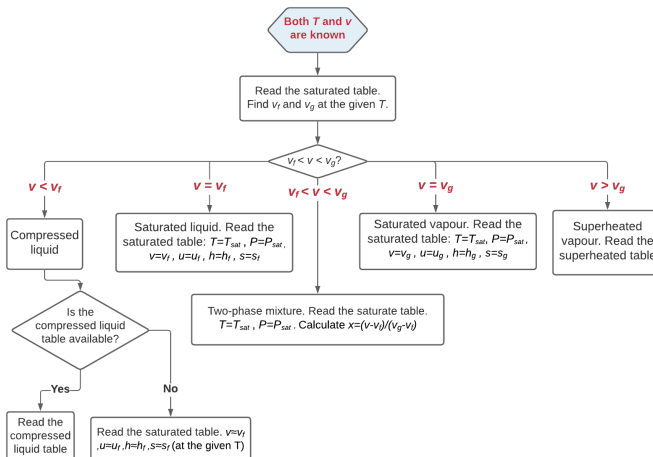 Both T and v
are known
Read the saturated table.
Find vf and vg at the given T.
vf < v < vg?
v < vf
v = vf
vf < v < vg
v = vg
v > vg
Compressed
liquid
Saturated liquid. Read the
saturated table: T=Tsat , P=Psat ,
v=vf , u=uf , h=hf , s=sf
Saturated vapour. Read the
saturated table: T=Tsat, P=Psat ,
v=vg , u=ug , h=hg , s=sg
Superheated
vapour. Read the
superheated table
Two-phase mixture. Read the saturate table.
T=Tsat , P=Psat . Calculate x=(v-vf)/(vg-vf)
Is the
compressed liquid
table available?
Yes
No
Read the
compressed
liquid table
Read the saturated table. v≈vf
,u≈uf ,h≈hf ,s≈sf (at the given T)